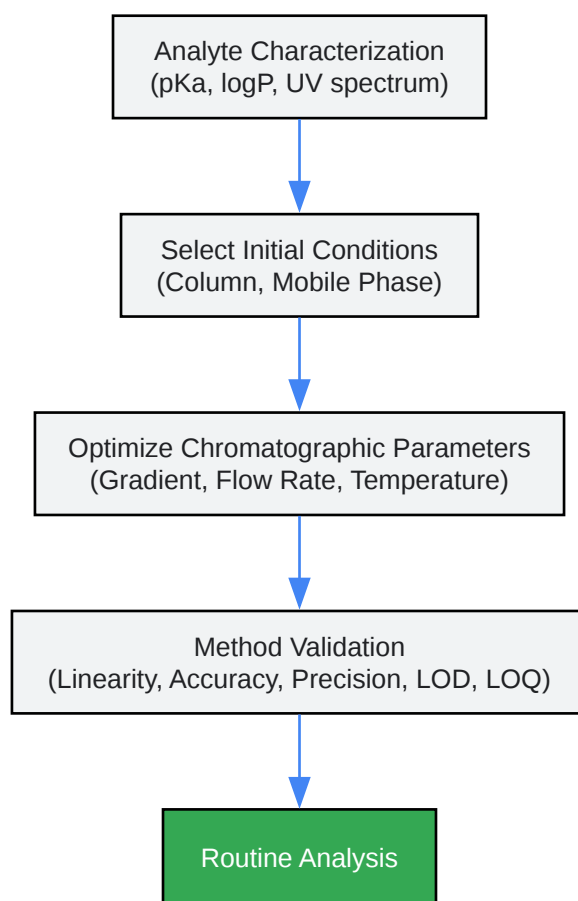 Analyte Characterization
(pKa, logP, UV spectrum)
Select Initial Conditions
(Column, Mobile Phase)
Optimize Chromatographic Parameters
(Gradient, Flow Rate, Temperature)
Method Validation
(Linearity, Accuracy, Precision, LOD, LOQ)
Routine Analysis